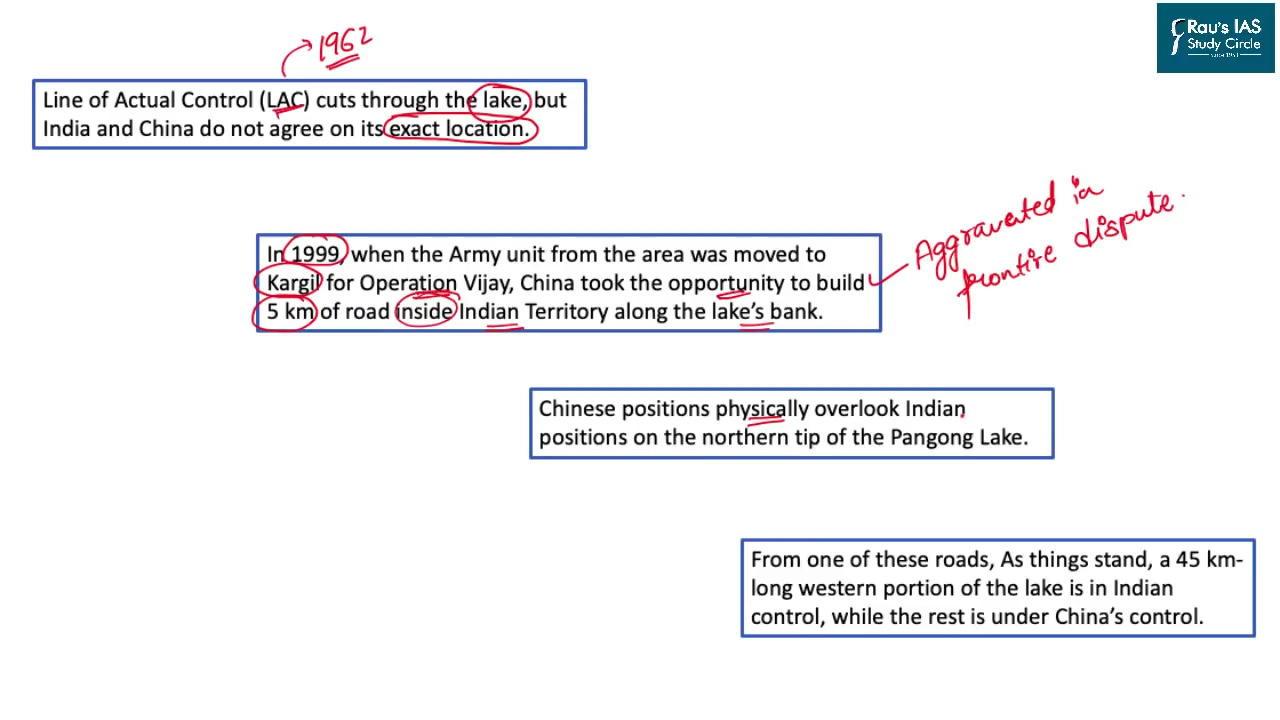 Rau's IAS
Study Circle
since 1953
1962
Line of Actual Control (LAC) cuts through the lake, but
India and China do not agree on its exact location.
In 1999, when the Army unit from the area was moved to
Kargil for Operation Vijay, China took the opportunity to build
5 km of road inside Indian Territory along the lake's bank.
Aggravated in
frontire dispute.
Chinese positions physically overlook Indian
positions on the northern tip of the Pangong Lake.
From one of these roads, As things stand, a 45 km-
long western portion of the lake is in Indian
control, while the rest is under China's control.